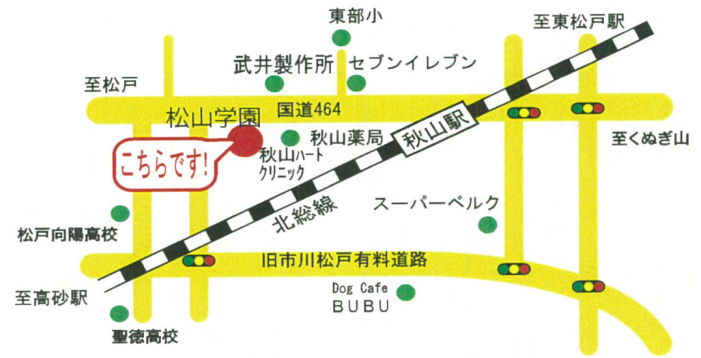 東部小
至東松戸駅
武井製作所
セブンイレブン
至松戸
国道464
松山学園
秋山薬局
秋山駅
至くぬぎ山
こちらです!
秋山ハート
クリニック
スーパーベルク
北総線
松戸向陽高校
旧市川松戸有料道路
至高砂駅
Dog Cafe
BUBU
聖徳高校